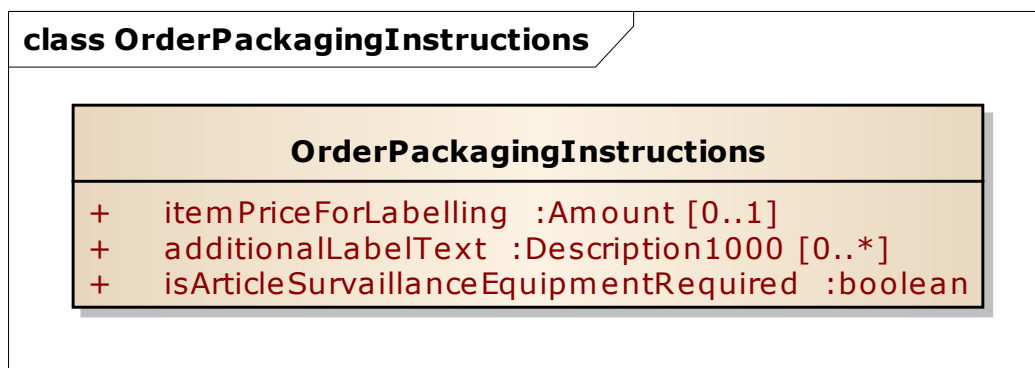 class OrderPackagingInstructions
OrderPackagingInstructions
+ itemPriceForLabelling :Amount [0..1]
+ additionalLabelText :Description1000 [0..*]
+ isArticleSurvaillanceEquipmentRequired :boolean